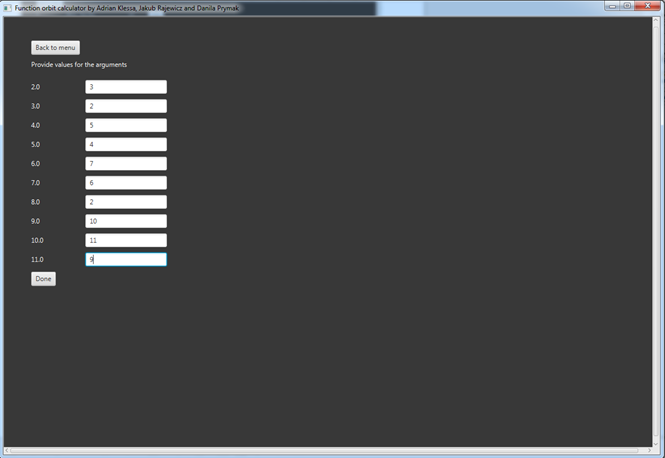 Function orbit calculator by Adrian Klessa, Jakub Rajewicz and Danila Prymak
Back to menu
Provide values for the arguments
2.0 3
3.0 2
4.0 5
5.0 4
6.0 7
7.0 6
8.0 2
9.0 10
10.0 11
11.0 9
Done